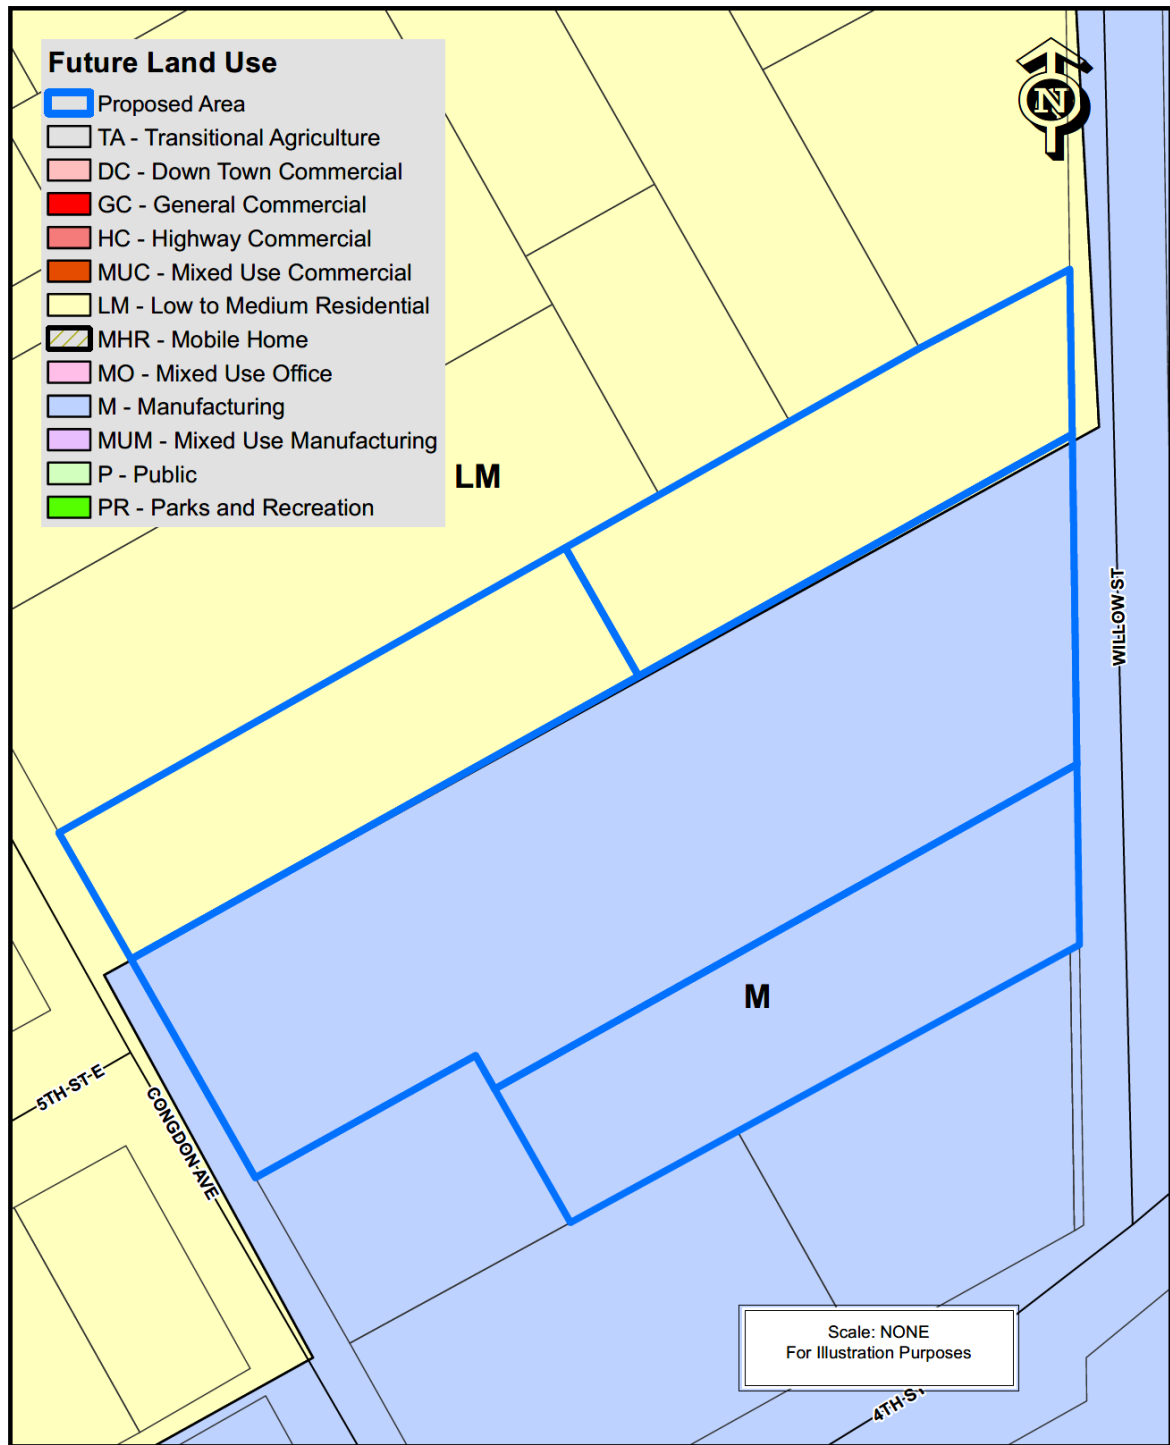 Future Land Use
Proposed Area
TA - Transitional Agriculture
DC - Down Town Commercial
GC - General Commercial
HC - Highway Commercial
MUC - Mixed Use Commercial
LM - Low to Medium Residential
MHR - Mobile Home
MO - Mixed Use Office
M - Manufacturing
MUM - Mixed Use Manufacturing
P - Public
PR - Parks and Recreation
N
LM
WILLOW ST
M
5TH ST E
CONGDON AVE
Scale: NONE
For Illustration Purposes
4TH ST